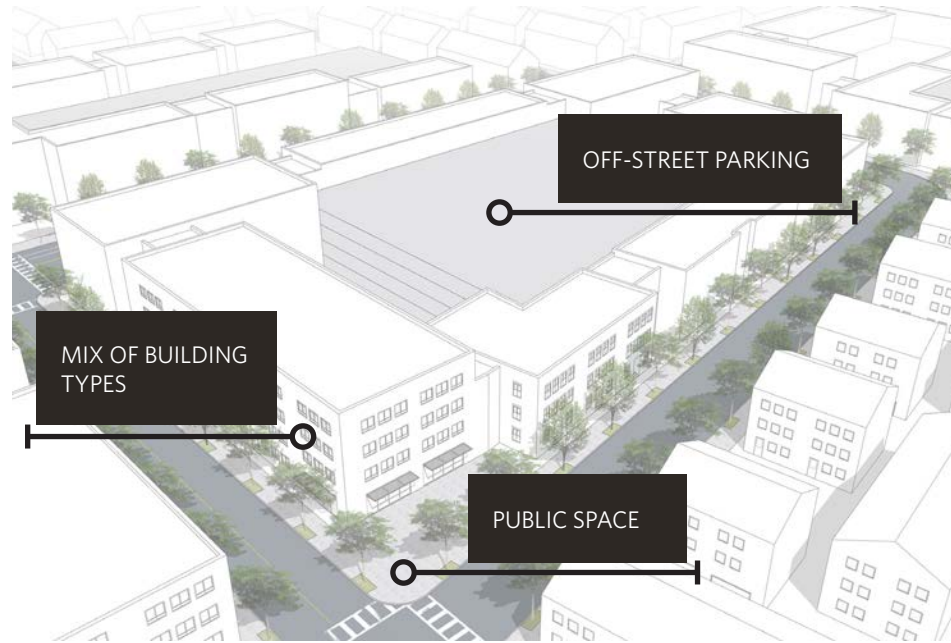 OFF-STREET PARKING
MIX OF BUILDING
TYPES
PUBLIC SPACE